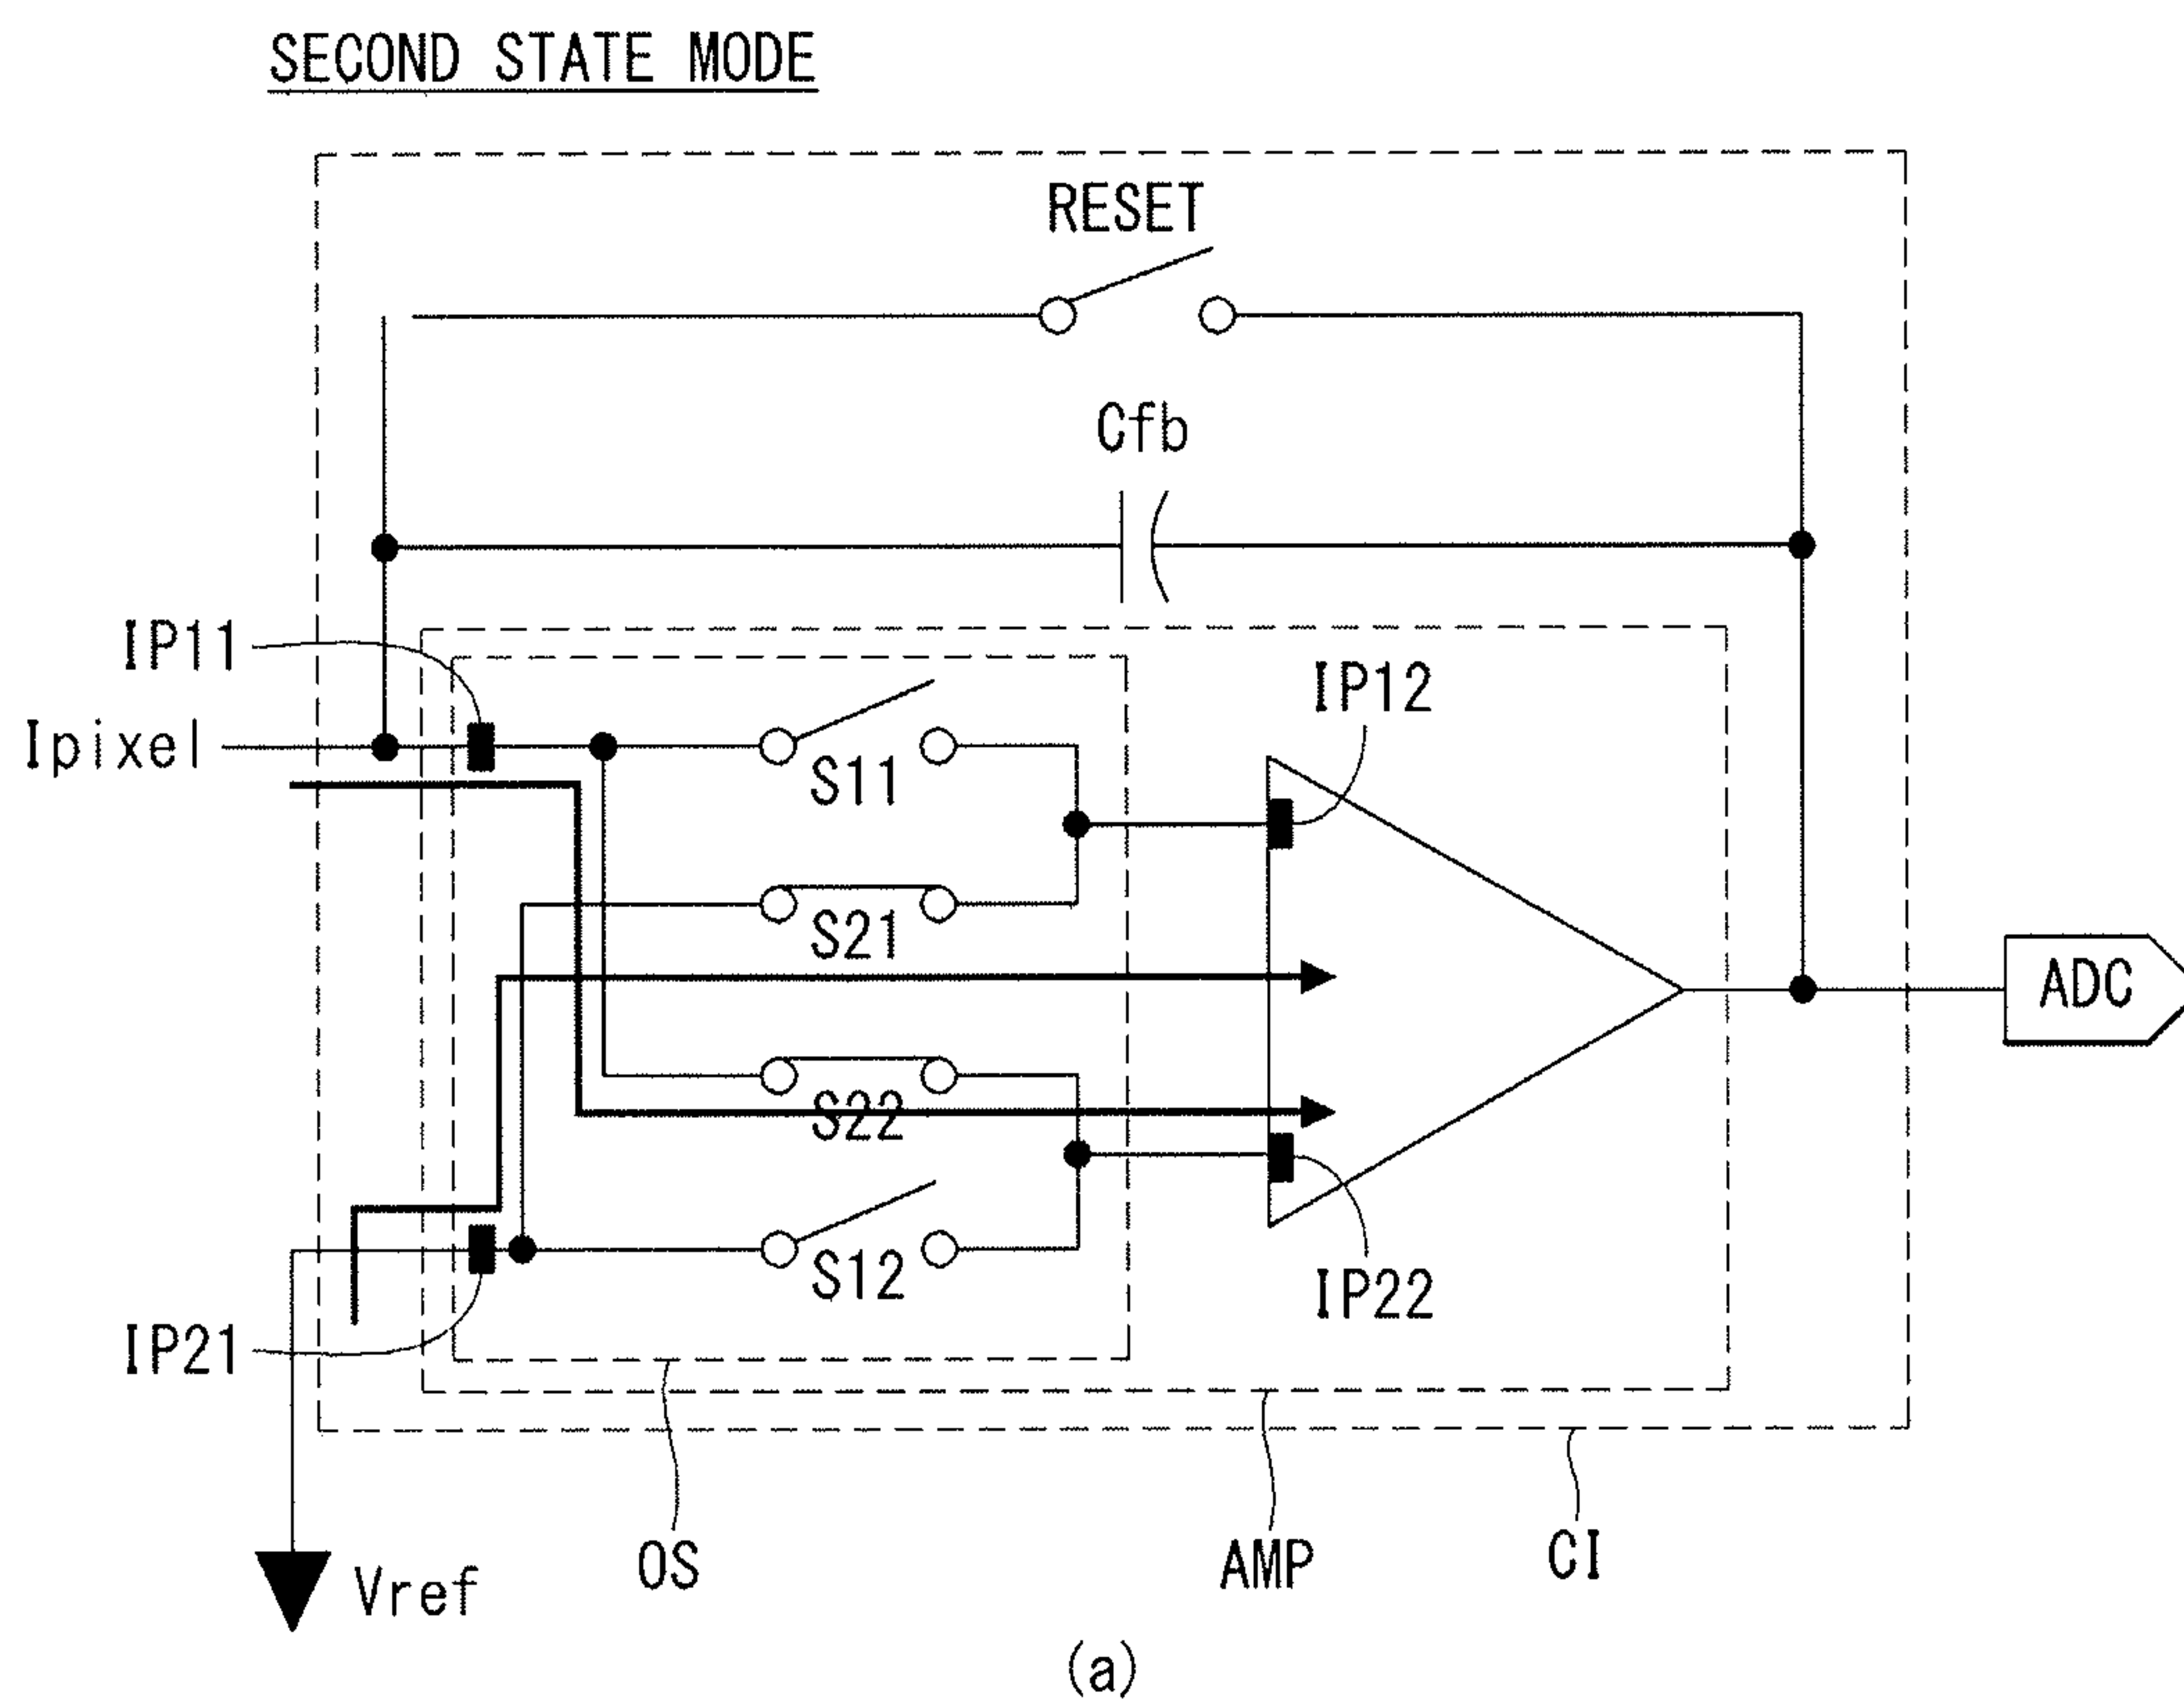 SECOND STATE MODE
RESET
Cfb
IP11
IP12
Ipixel
S11
S21
ADC
S22
S12
IP22
IP21
OS
AMP
CI
Vref
(a)